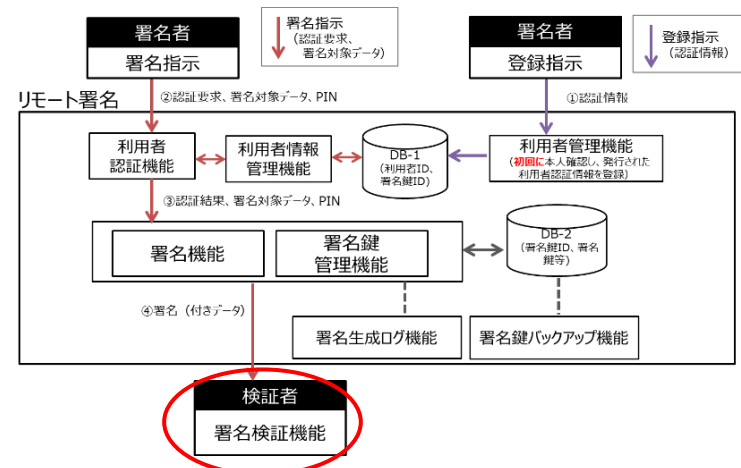 署名者
署名指示
署名指示
（認証要求、
署名対象データ）
署名者
登録指示
登録指示
（認証情報）
リモート署名
②認証要求、署名対象データ、PIN
①認証情報
利用者
認証機能
利用者情報
管理機能
DB-1
（利用者ID、
署名鍵ID）
利用者管理機能
（初回に本人確認し、発行された
利用者認証情報を登録）
③認証結果、署名対象データ、PIN
署名機能
署名鍵
管理機能
DB-2
（署名鍵ID、署名
鍵等）
④署名（付きデータ）
署名生成ログ機能
署名鍵バックアップ機能
検証者
署名検証機能